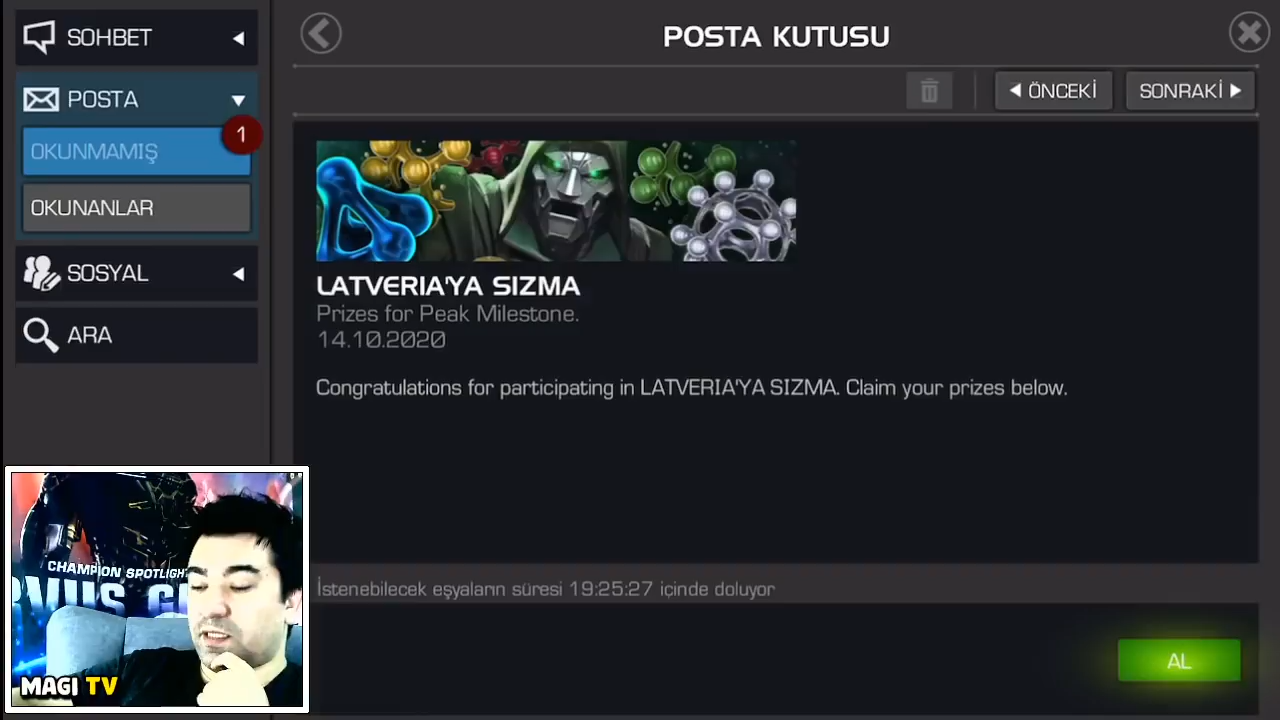 SOHBET
POSTA
1
OKUNMAMIŞ
OKUNANLAR
SOSYAL
ARA
POSTA KUTUSU
ÖNCEKİ
SONRAKİ
LATVERIA'YA SIZMA
Prizes for Peak Milestone.
14.10.2020
Congratulations for participating in LATVERIA'YA SIZMA. Claim your prizes below.
İstenebilecek eşyaların süresi 19:25:27 içinde doluyor
AL
CHAMPION SPOTLIGHT
MAGI TV